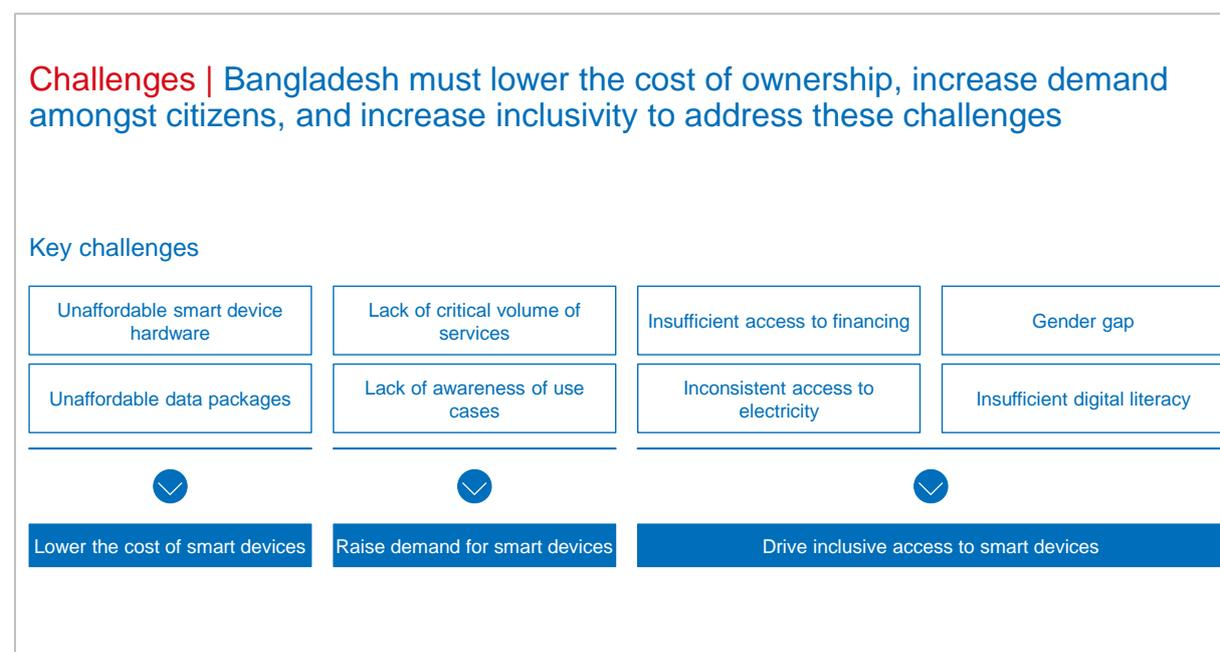 Challenges | Bangladesh must lower the cost of ownership, increase demand
amongst citizens, and increase inclusivity to address these challenges
Key challenges
Unaffordable smart device
hardware
Lack of critical volume of
services
Insufficient access to financing
Gender gap
Unaffordable data packages
Lack of awareness of use
cases
Inconsistent access to
electricity
Insufficient digital literacy
Lower the cost of smart devices
Raise demand for smart devices
Drive inclusive access to smart devices